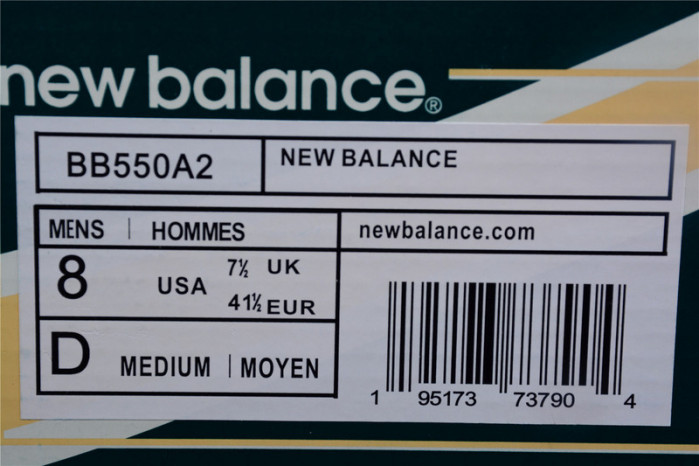 new balance®
BB550A2
NEW BALANCE
MENS | HOMMES
newbalance.com
8 USA 7½ UK
41½ EUR
D MEDIUM | MOYEN
1 95173 73790 4